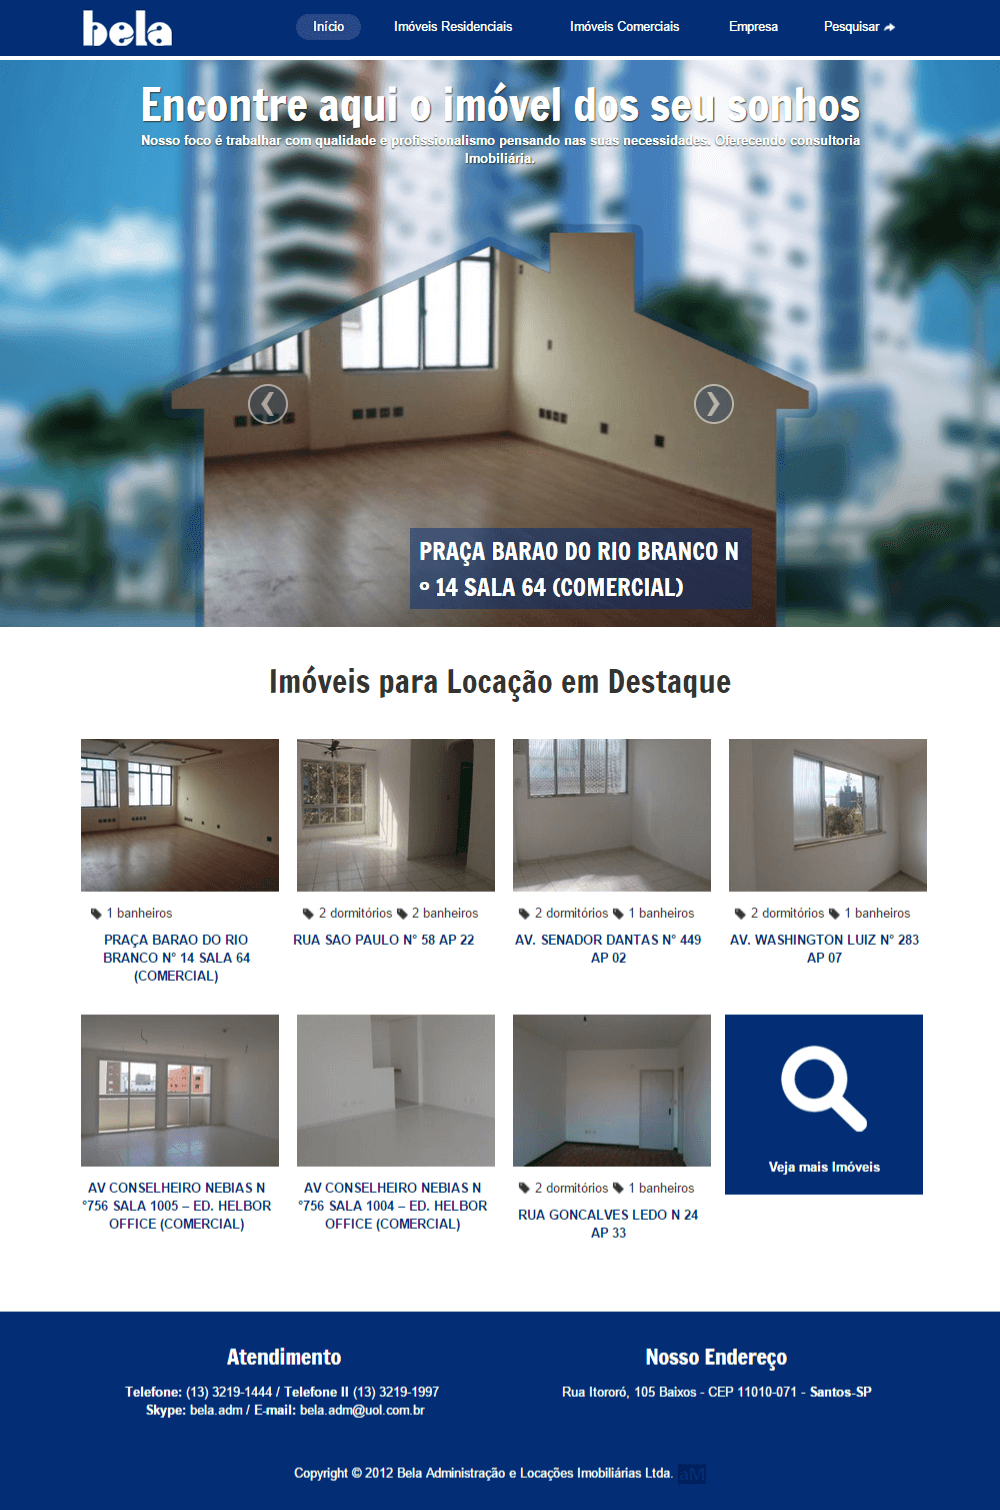 bela
Início
Imóveis Residenciais
Imóveis Comerciais
Empresa
Pesquisar
Encontre aqui o imóvel dos seu sonhos
Nosso foco é trabalhar com qualidade e profissionalismo pensando nas suas necessidades. Oferecendo consultoria
Imobiliária.
PRAÇA BARAO DO RIO BRANCO N
º 14 SALA 64 (COMERCIAL)
Imóveis para Locação em Destaque
1 banheiros
PRAÇA BARAO DO RIO
BRANCO N° 14 SALA 64
(COMERCIAL)
2 dormitórios 2 banheiros
RUA SAO PAULO N° 58 AP 22
2 dormitórios 1 banheiros
AV. SENADOR DANTAS N° 449
AP 02
2 dormitórios 1 banheiros
AV. WASHINGTON LUIZ N° 283
AP 07
AV CONSELHEIRO NEBIAS N
°756 SALA 1005 – ED. HELBOR
OFFICE (COMERCIAL)
AV CONSELHEIRO NEBIAS N
°756 SALA 1004 – ED. HELBOR
OFFICE (COMERCIAL)
2 dormitórios 1 banheiros
RUA GONCALVES LEDO N 24
AP 33
Veja mais Imóveis
Atendimento
Telefone: (13) 3219-1444 / Telefone II (13) 3219-1997
Skype: bela.adm / E-mail: bela.adm@uol.com.br
Nosso Endereço
Rua Itororó, 105 Baixos - CEP 11010-071 - Santos-SP
Copyright © 2012 Bela Administração e Locações Imobiliárias Ltda. aM